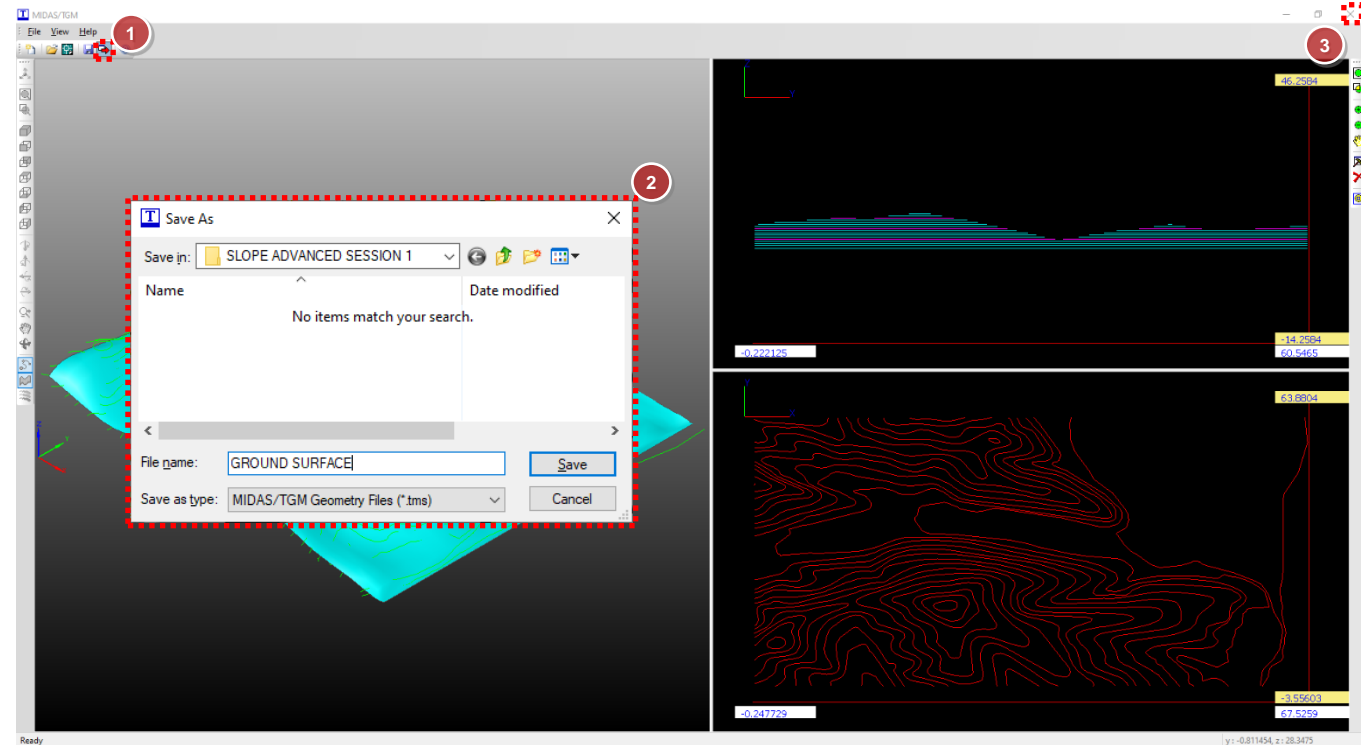 MIDAS/TGM
File View Help
1
3
46.2584
Z
Y
2
Save As
Save in: SLOPE ADVANCED SESSION 1
Name
Date modified
No items match your search.
-14.2584
-0.222125
60.5465
63.8804
X
Z
Y
File name: GROUND SURFACE
Save
Save as type: MIDAS/TGM Geometry Files (*.tms)
Cancel
-3.55603
-0.247729
67.5259
Ready
y : -0.811454, z : 28.3475